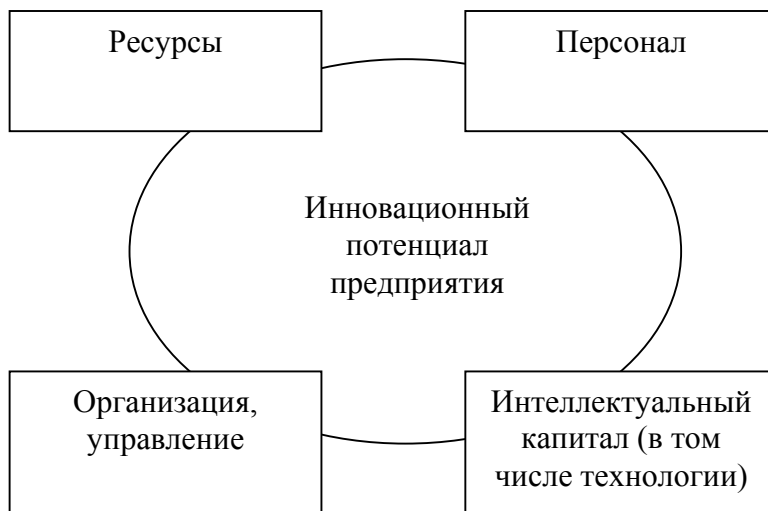 Ресурсы
Персонал
Инновационный
потенциал
предприятия
Организация,
управление
Интеллектуальный
капитал (в том
числе технологии)